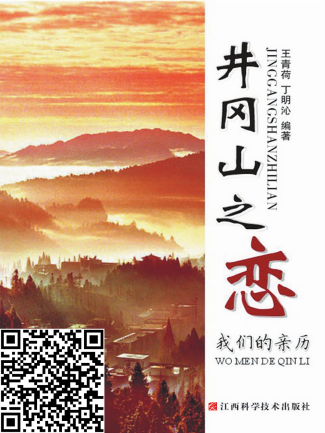 王青荷 丁明沁 编著
JINGGANGSHANZHILIAN
井冈山之恋
我们的亲历
WO MEN DE QIN LI
江西科学技术出版社